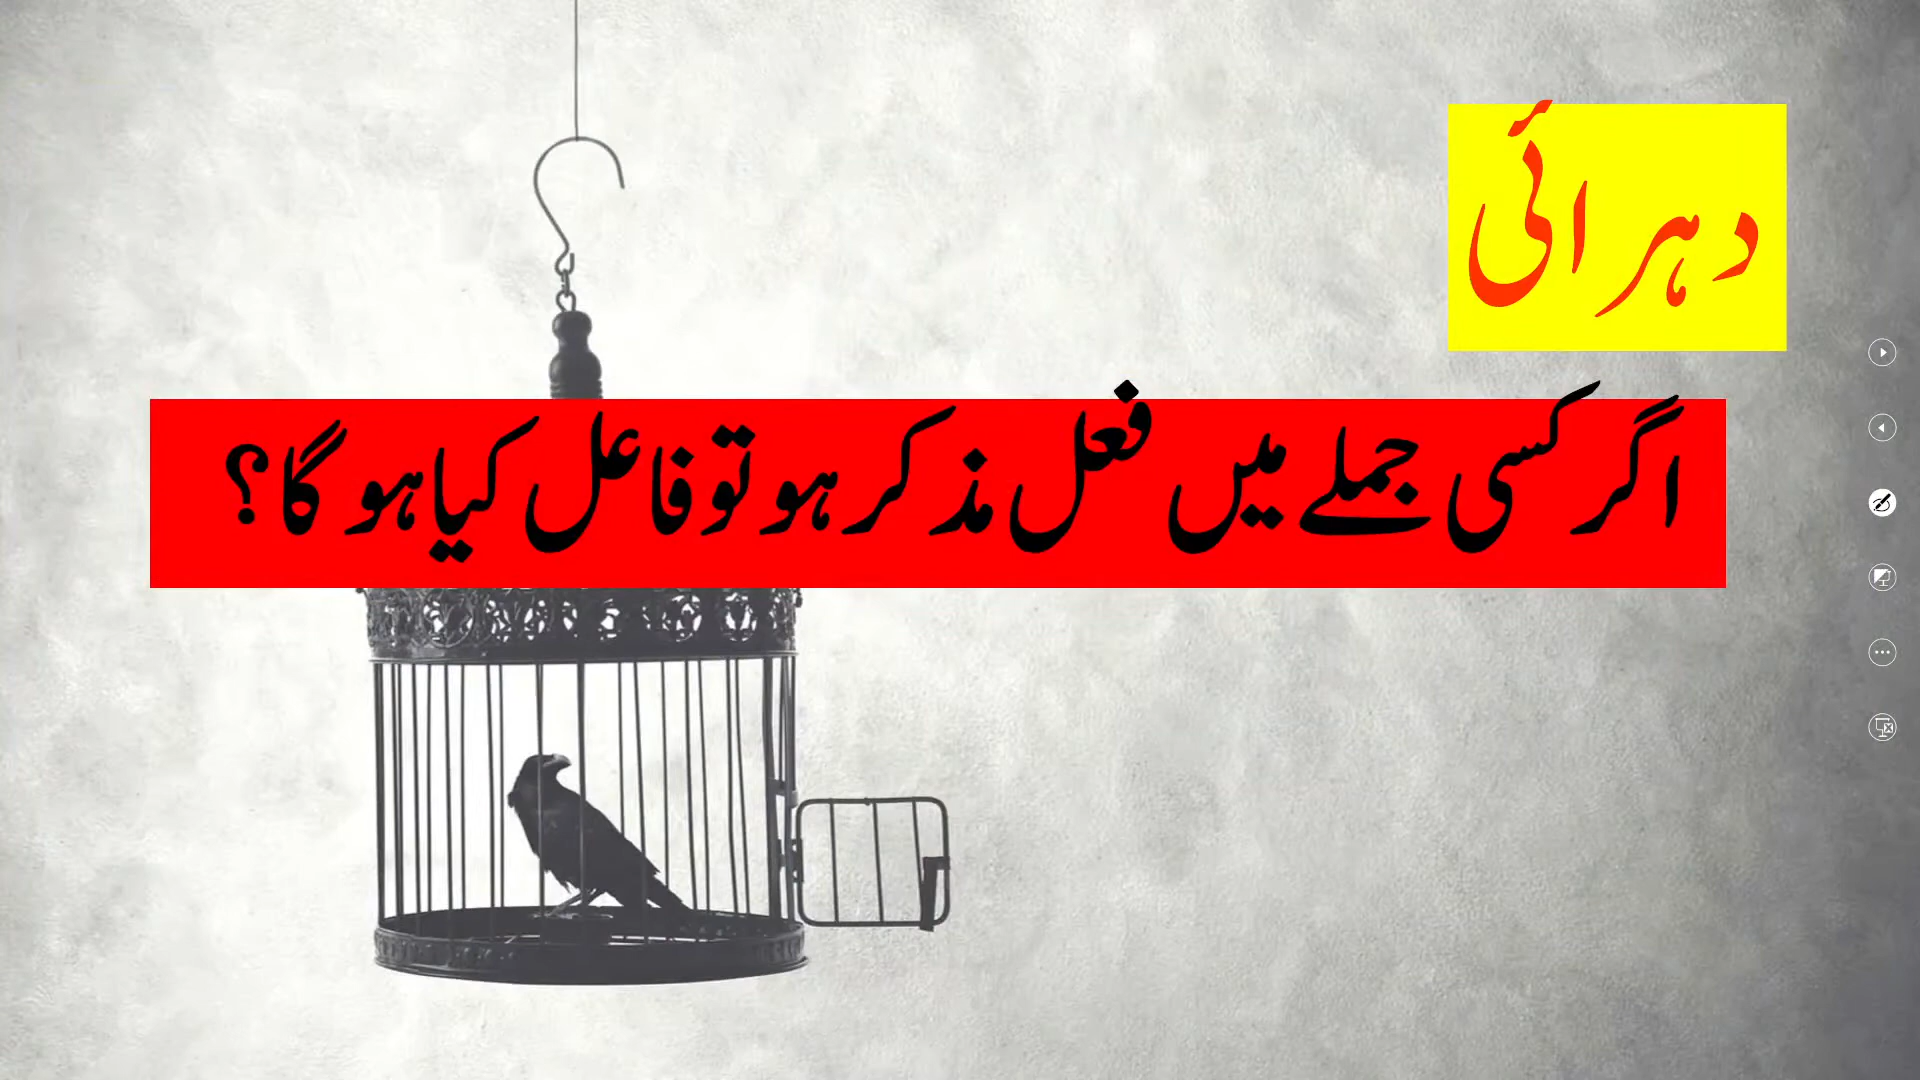 دہرائی
اگر کسی جملے میں فعل مذکر ہو تو فاعل کیا ہو گا؟